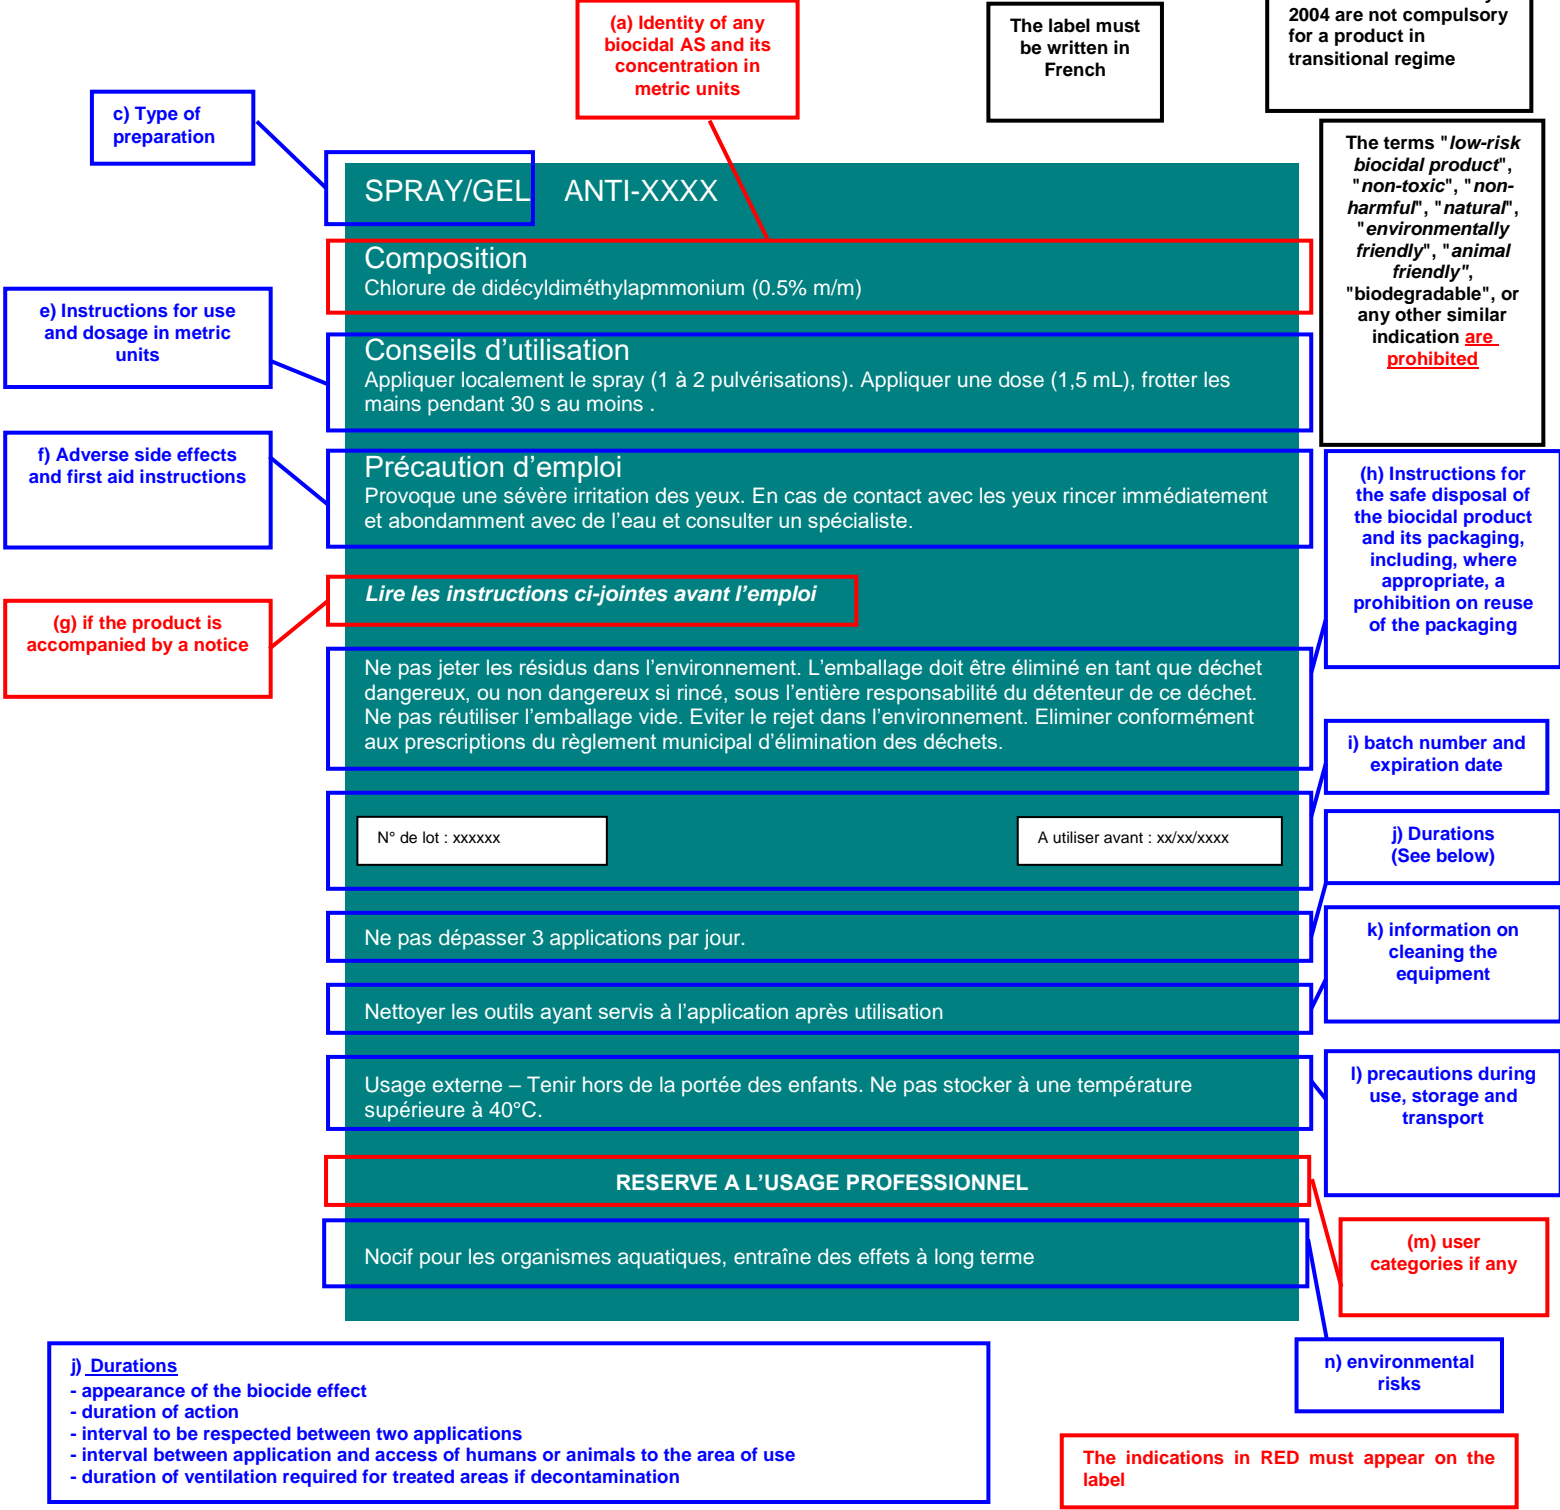 (a) Identity of any
biocidal AS and its
concentration in
metric units
The label must
be written in
French
2004 are not compulsory
for a product in
transitional regime
c) Type of
preparation
The terms "low-risk
biocidal product",
"non-toxic", "non-
harmful", "natural",
"environmentally
friendly", "animal
friendly",
"biodegradable", or
any other similar
indication are
prohibited
SPRAY/GEL ANTI-XXXX
Composition
Chlorure de didécyldiméthylapmmonium (0.5% m/m)
e) Instructions for use
and dosage in metric
units
Conseils d’utilisation
Appliquer localement le spray (1 à 2 pulvérisations). Appliquer une dose (1,5 mL), frotter les
mains pendant 30 s au moins .
f) Adverse side effects
and first aid instructions
Précaution d’emploi
Provoque une sévère irritation des yeux. En cas de contact avec les yeux rincer immédiatement
et abondamment avec de l’eau et consulter un spécialiste.
(h) Instructions for
the safe disposal of
the biocidal product
and its packaging,
including, where
appropriate, a
prohibition on reuse
of the packaging
(g) if the product is
accompanied by a notice
Lire les instructions ci-jointes avant l’emploi
Ne pas jeter les résidus dans l’environnement. L’emballage doit être éliminé en tant que déchet
dangereux, ou non dangereux si rincé, sous l’entière responsabilité du détenteur de ce déchet.
Ne pas réutiliser l’emballage vide. Eviter le rejet dans l’environnement. Eliminer conformément
aux prescriptions du règlement municipal d’élimination des déchets.
i) batch number and
expiration date
N° de lot : xxxxxx
A utiliser avant : xx/xx/xxxx
j) Durations
(See below)
Ne pas dépasser 3 applications par jour.
k) information on
cleaning the
equipment
Nettoyer les outils ayant servis à l’application après utilisation
Usage externe – Tenir hors de la portée des enfants. Ne pas stocker à une température
supérieure à 40°C.
l) precautions during
use, storage and
transport
RESERVE A L’USAGE PROFESSIONNEL
(m) user
categories if any
Nocif pour les organismes aquatiques, entraîne des effets à long terme
n) environmental
risks
j) Durations
- appearance of the biocide effect
- duration of action
- interval to be respected between two applications
- interval between application and access of humans or animals to the area of use
- duration of ventilation required for treated areas if decontamination
The indications in RED must appear on the
label